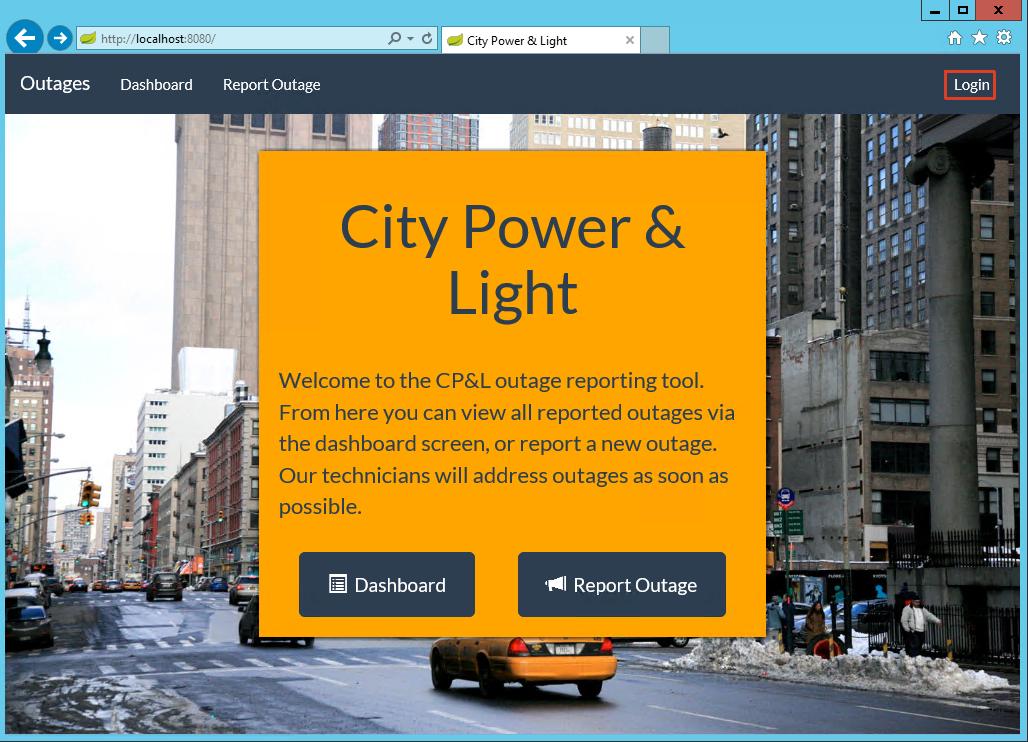 http://localhost:8080/
City Power & Light
Outages
Dashboard
Report Outage
Login
City Power &
Light
Welcome to the CP&L outage reporting tool.
From here you can view all reported outages via
the dashboard screen, or report a new outage.
Our technicians will address outages as soon as
possible.
Dashboard
Report Outage